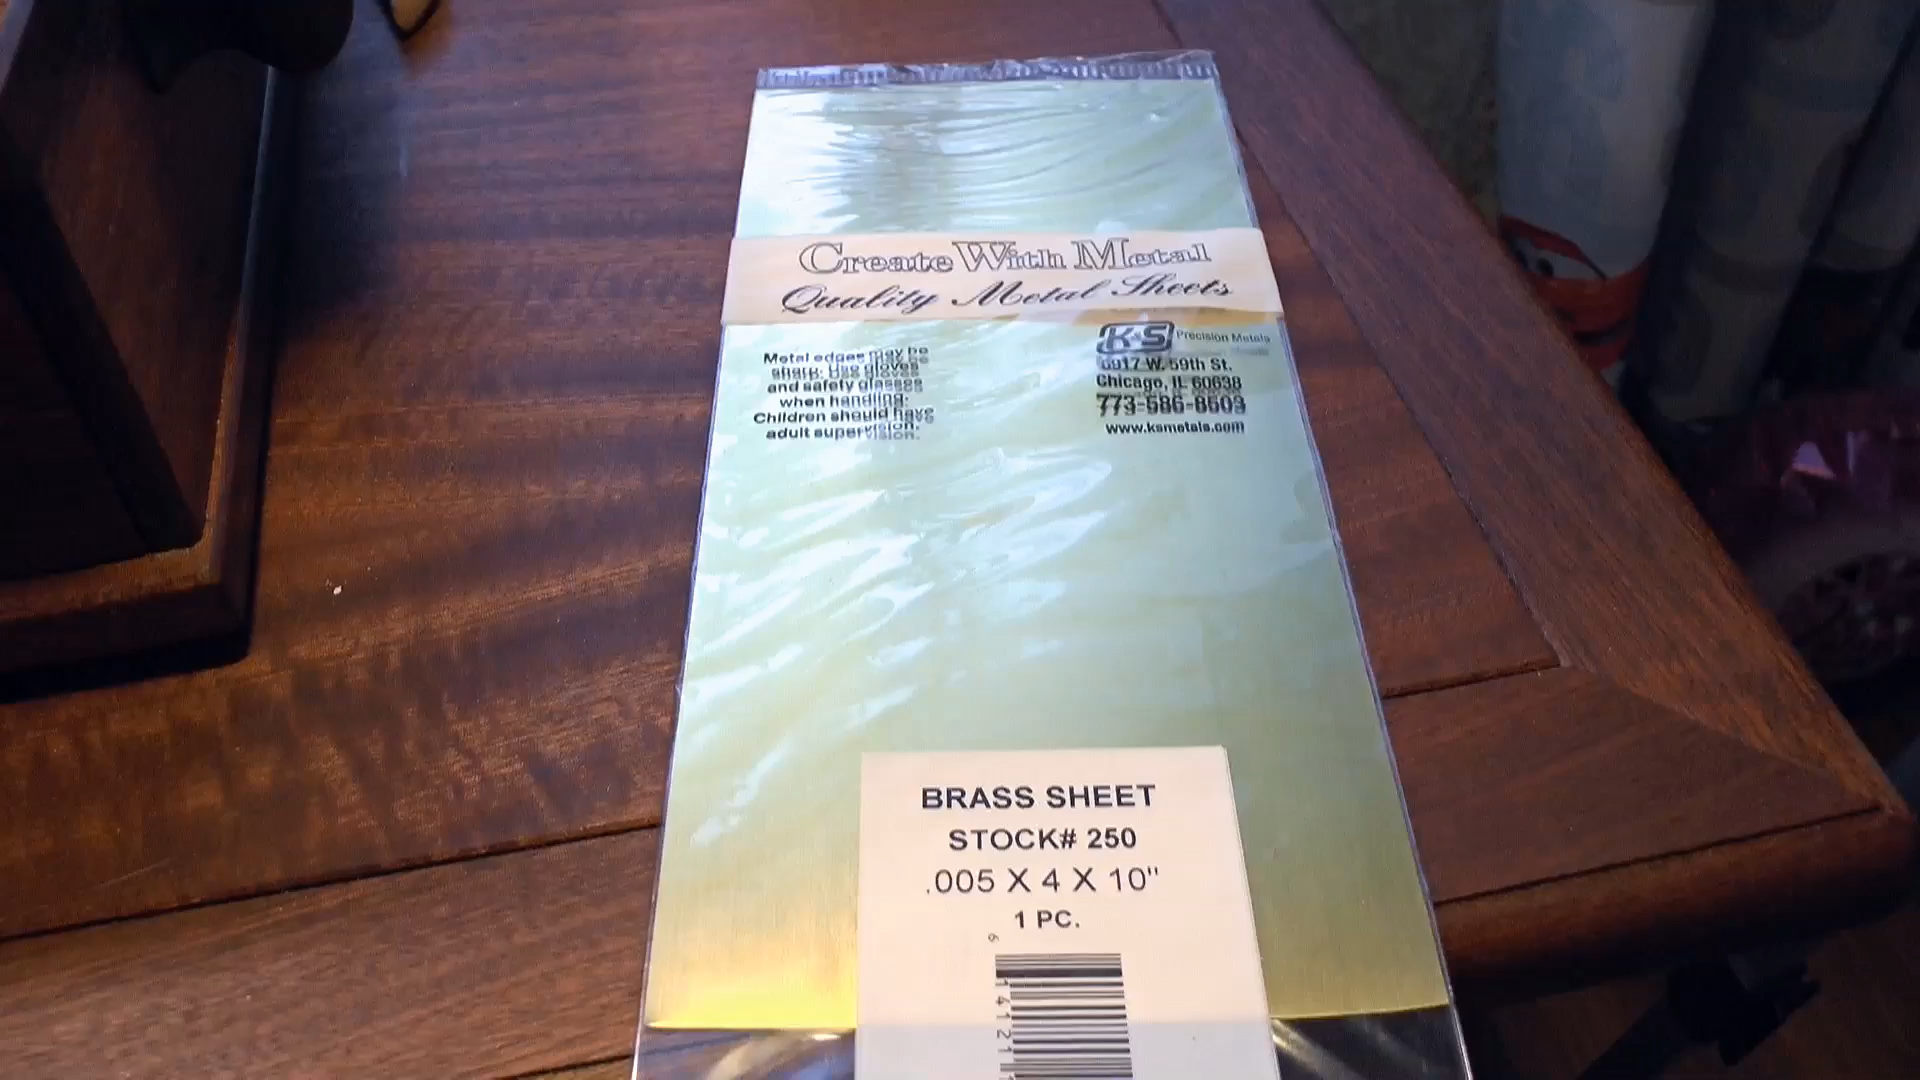 Create With Metal
Quality Metal Sheets
Metal edges may be
sharp. Use gloves
and safety glasses
when handling.
Children should have
adult supervision.
K&S Precision Metals
6917 W. 59th St.
Chicago, IL 60638
773-586-8503
www.ksmetals.com
BRASS SHEET
STOCK# 250
.005 X 4 X 10"
1 PC.
6
14121